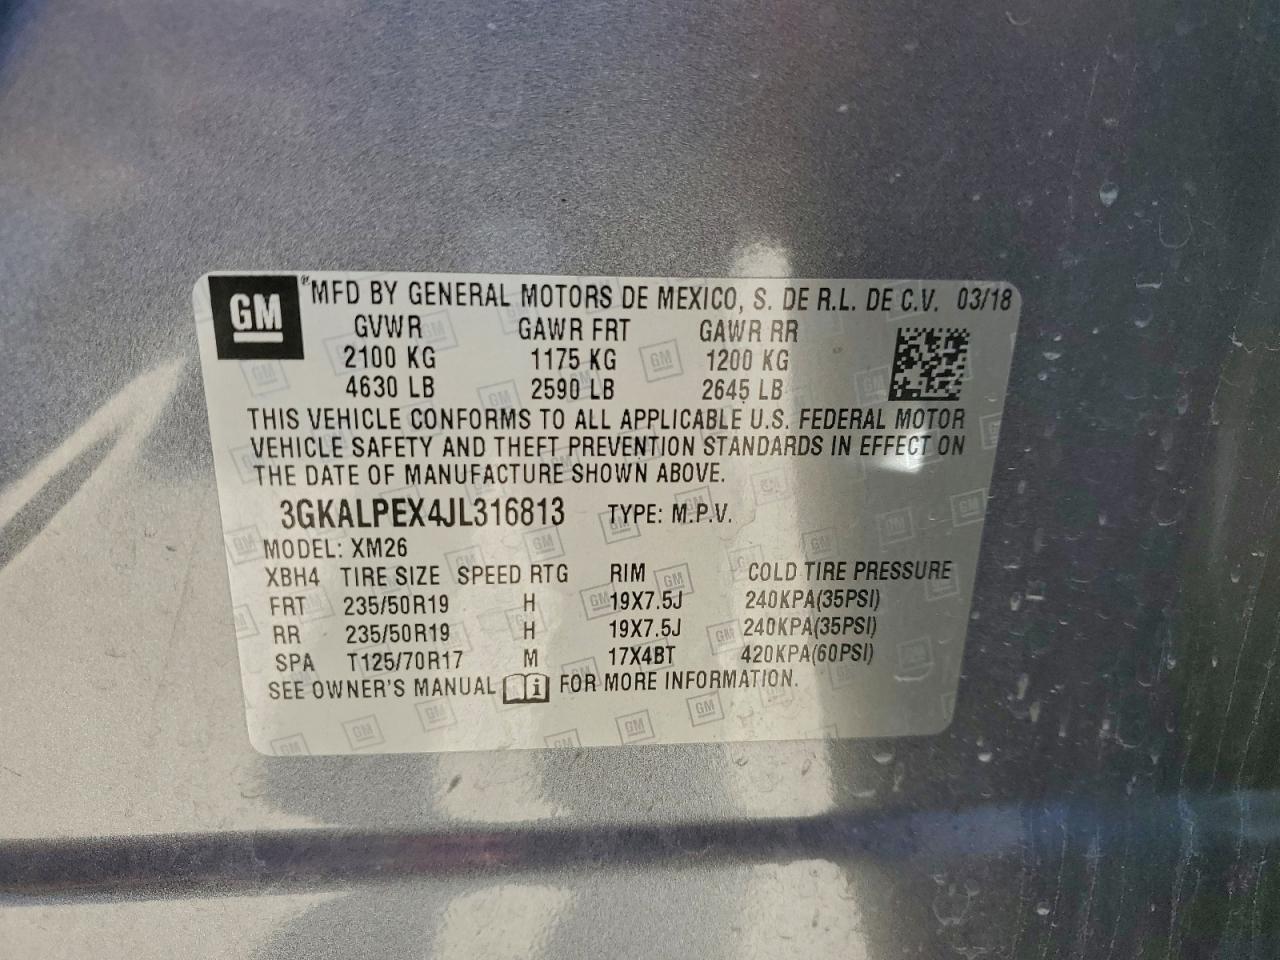 GM
MFD BY GENERAL MOTORS DE MEXICO, S. DE R.L. DE C.V. 03/18
GVWR GAWR FRT GAWR RR
2100 KG 1175 KG 1200 KG
4630 LB 2590 LB 2645 LB
THIS VEHICLE CONFORMS TO ALL APPLICABLE U.S. FEDERAL MOTOR
VEHICLE SAFETY AND THEFT PREVENTION STANDARDS IN EFFECT ON
THE DATE OF MANUFACTURE SHOWN ABOVE.
3GKALPEX4JL316813 TYPE: M.P.V.
MODEL: XM26
XBH4 TIRE SIZE SPEED RTG RIM COLD TIRE PRESSURE
FRT 235/50R19 H 19X7.5J 240KPA(35PSI)
RR 235/50R19 H 19X7.5J 240KPA(35PSI)
SPA T125/70R17 M 17X4BT 420KPA(60PSI)
SEE OWNER'S MANUAL FOR MORE INFORMATION.